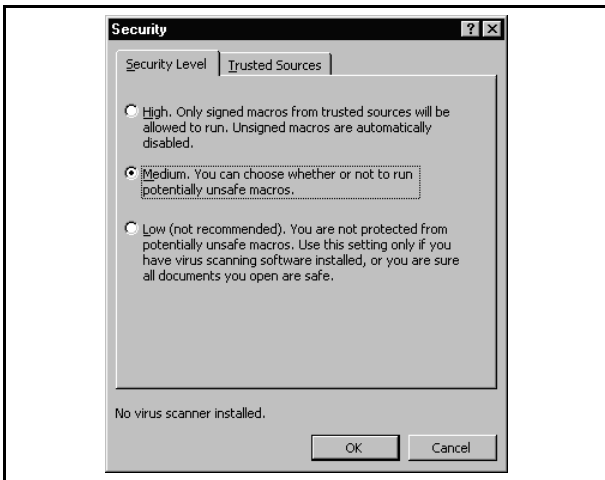 Security
Security Level
Trusted Sources
High. Only signed macros from trusted sources will be
allowed to run. Unsigned macros are automatically
disabled.
Medium. You can choose whether or not to run
potentially unsafe macros.
Low (not recommended). You are not protected from
potentially unsafe macros. Use this setting only if you
have virus scanning software installed, or you are sure
all documents you open are safe.
No virus scanner installed.
OK
Cancel